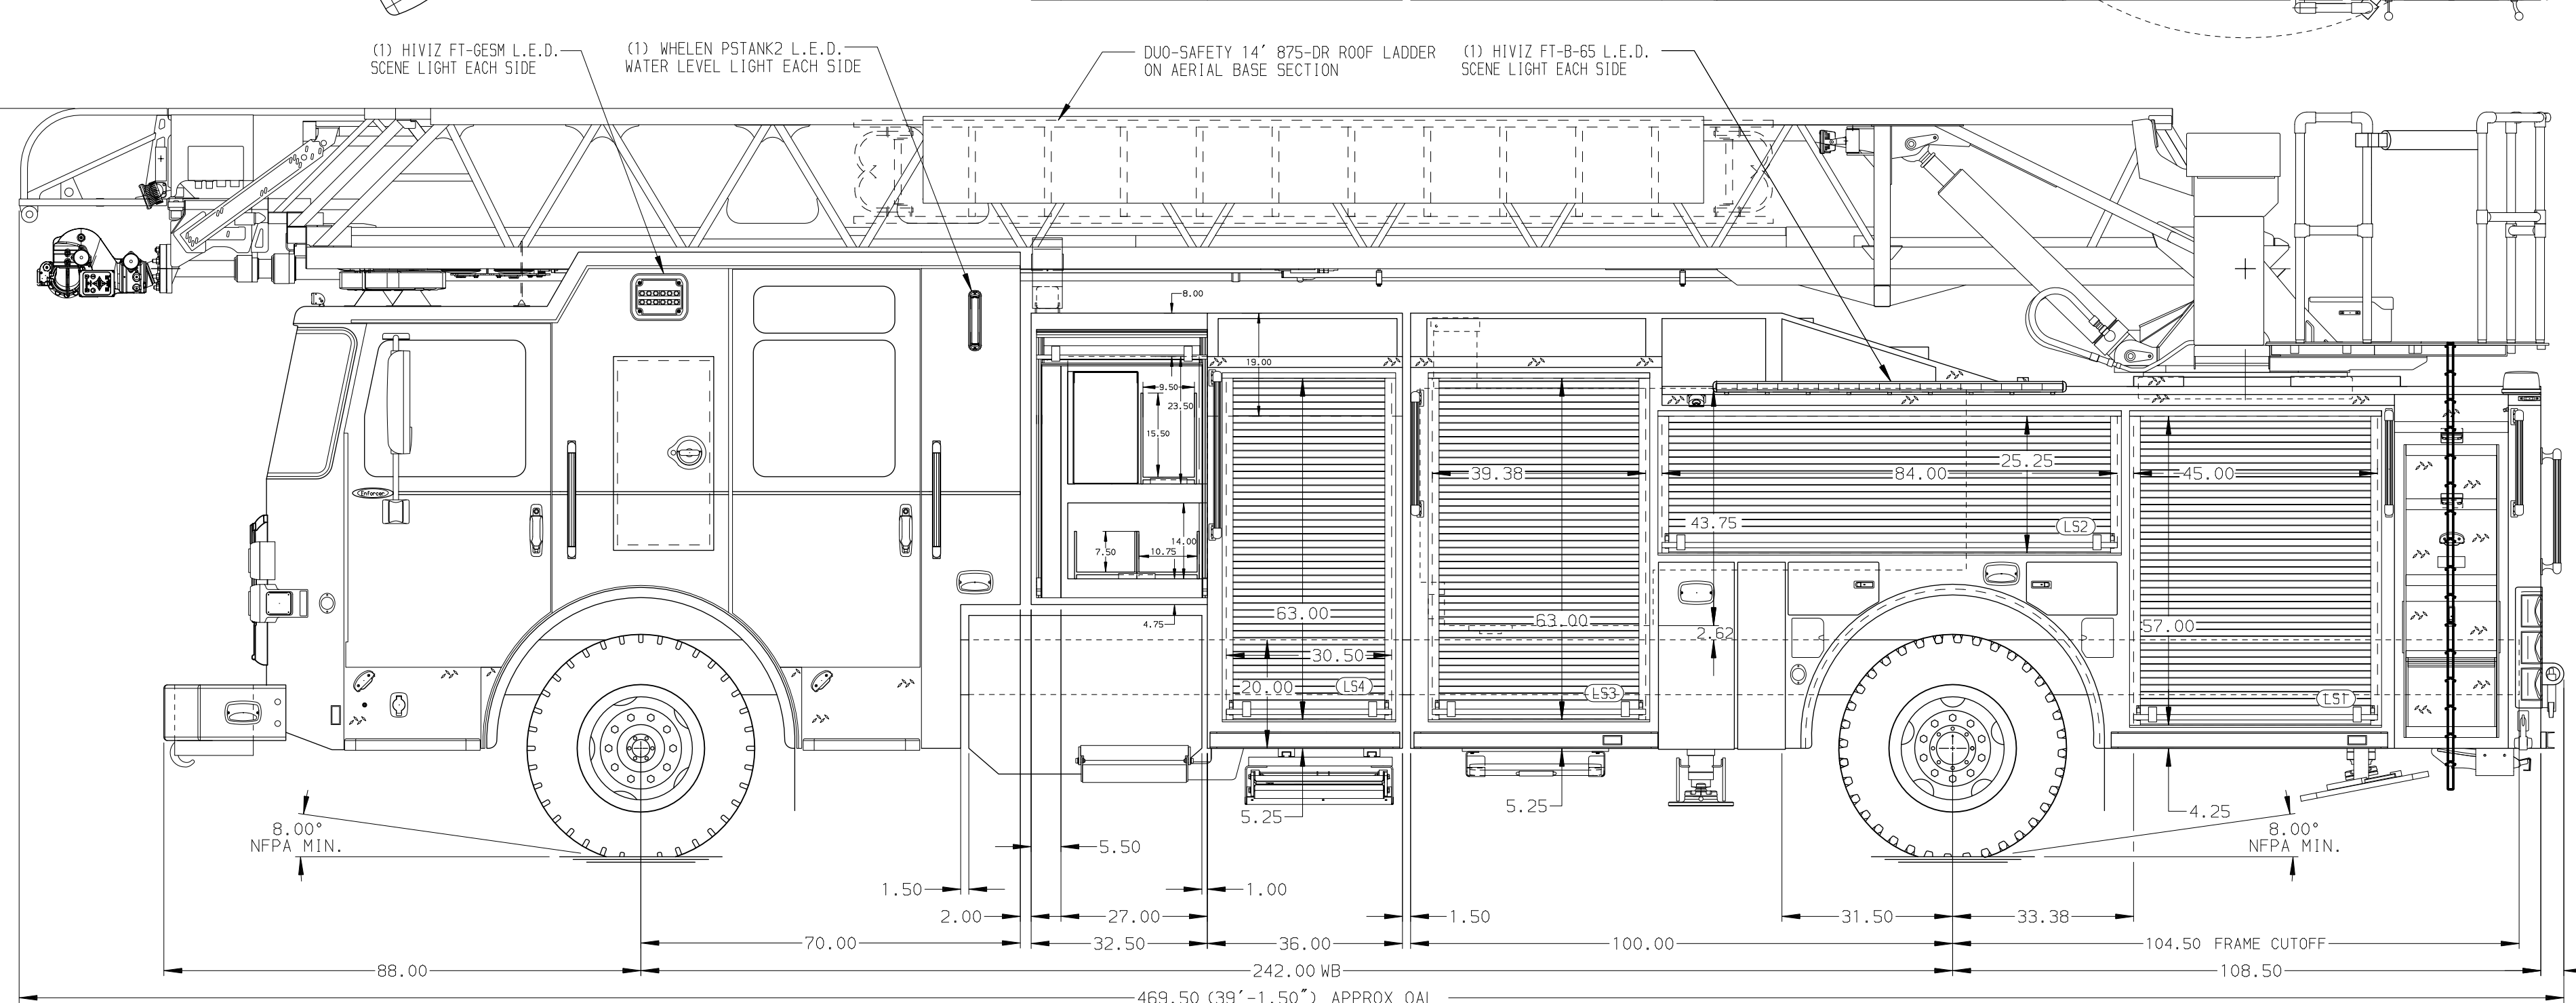 (1) HIVIZ FT-GESM L.E.D.
SCENE LIGHT EACH SIDE
(1) WHELEN PSTANK2 L.E.D.
WATER LEVEL LIGHT EACH SIDE
DUO-SAFETY 14' 875-DR ROOF LADDER
ON AERIAL BASE SECTION
(1) HIVIZ FT-B-65 L.E.D.
SCENE LIGHT EACH SIDE
8.00
19.00
9.50
23.50
15.50
14.00
7.50
10.75
4.75
Enforcer
39.38
84.00
25.25
45.00
43.75
LS2
63.00
63.00
2.62
57.00
30.50
20.00
LS4
LS3
LS1
5.25
5.25
4.25
8.00°
NFPA MIN.
8.00°
NFPA MIN.
5.50
1.50
1.00
2.00
27.00
1.50
31.50
33.38
70.00
32.50
36.00
100.00
104.50 FRAME CUTOFF
88.00
242.00 WB
108.50
469.50 (39'-1.50") APPROX OAL